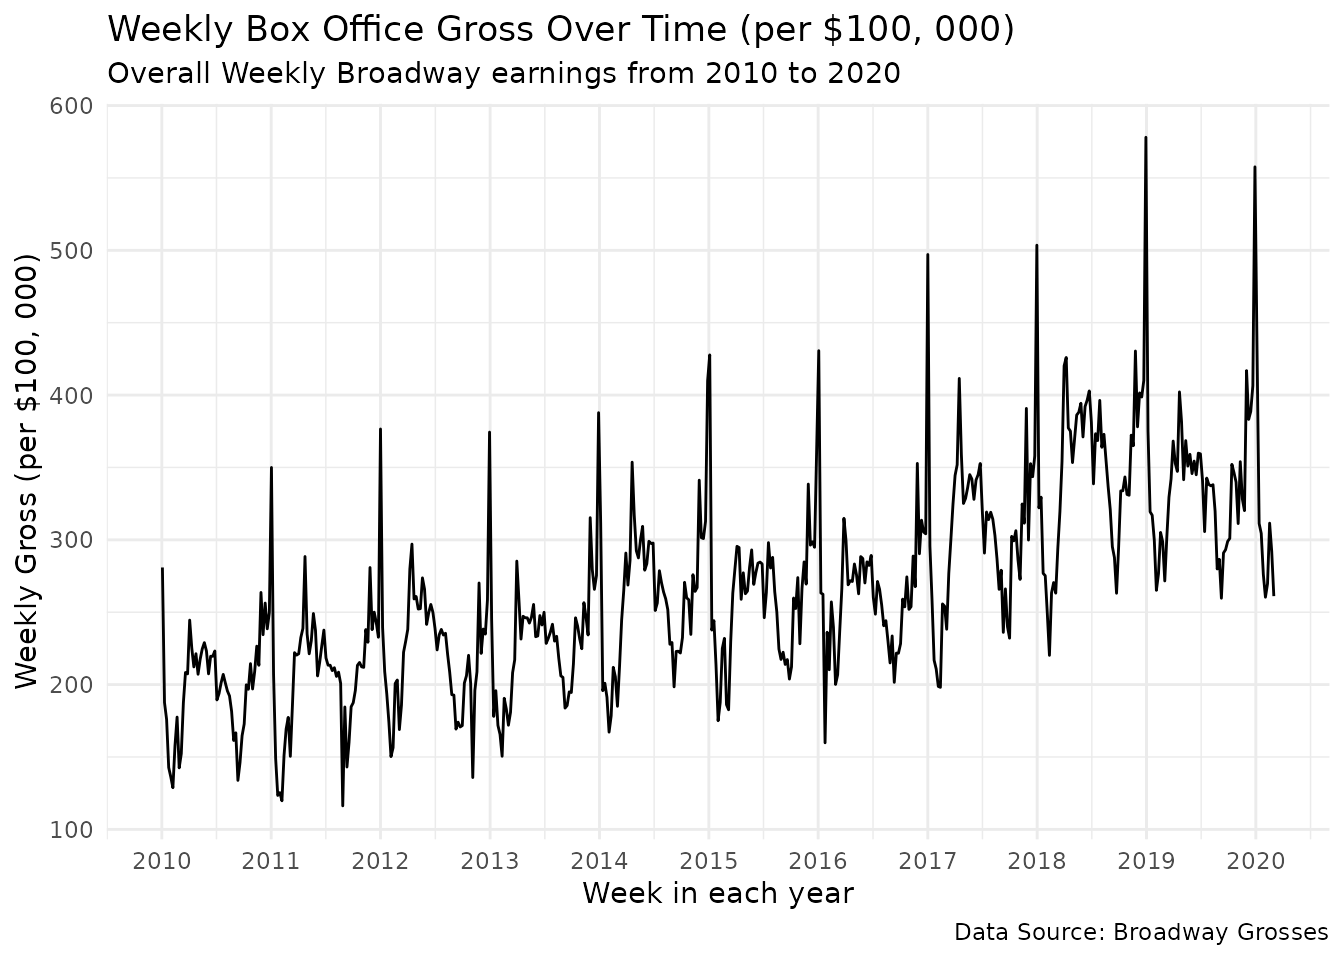 Weekly Box Office Gross Over Time (per $100, 000)
Overall Weekly Broadway earnings from 2010 to 2020
600
500
400
300
200
100
Weekly Gross (per $100, 000)
2010 2011 2012 2013 2014 2015 2016 2017 2018 2019 2020
Week in each year
Data Source: Broadway Grosses